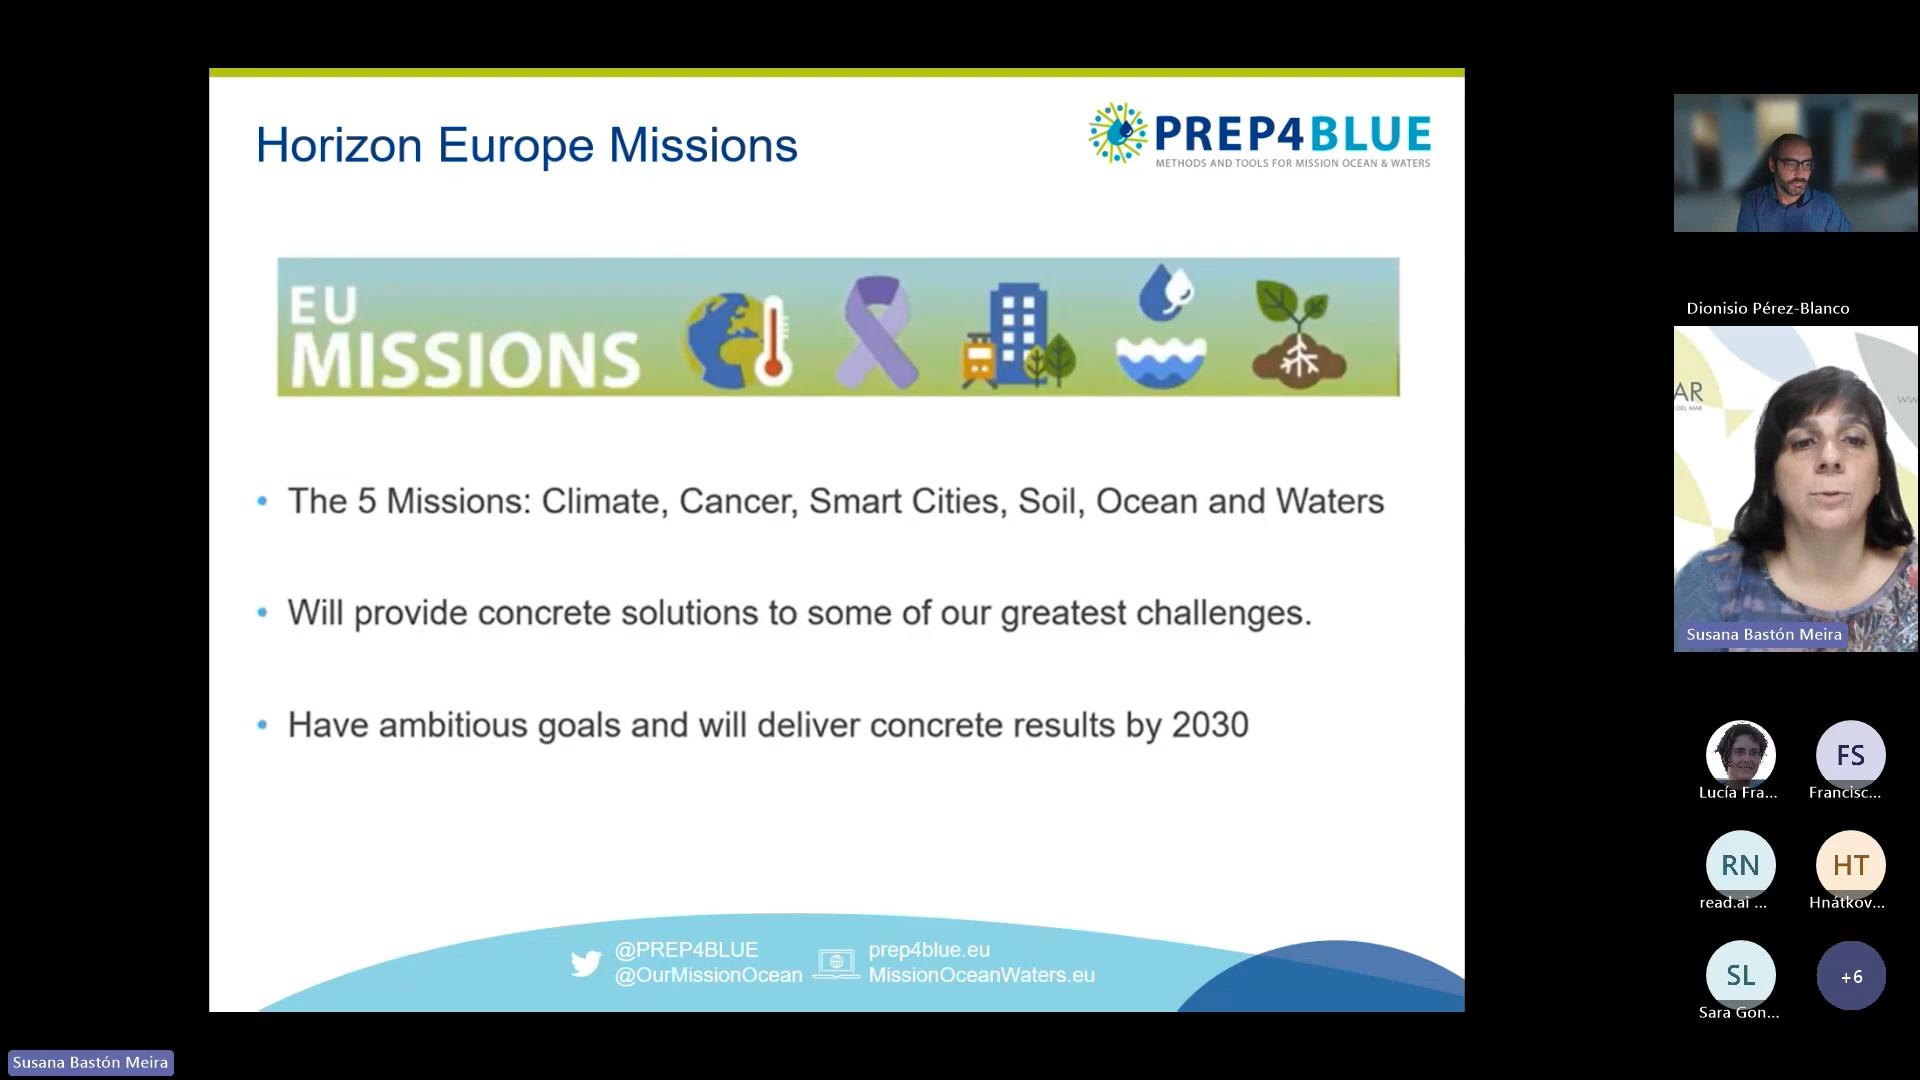 Horizon Europe Missions
PREP4BLUE
METHODS AND TOOLS FOR MISSION OCEAN & WATERS
EU
MISSIONS
• The 5 Missions: Climate, Cancer, Smart Cities, Soil, Ocean and Waters
• Will provide concrete solutions to some of our greatest challenges.
• Have ambitious goals and will deliver concrete results by 2030
@PREP4BLUE
@OurMissionOcean
prep4blue.eu
MissionOceanWaters.eu
Dionisio Pérez-Blanco
AR
DEL MAR
Susana Bastón Meira
Lucía Fra...
FS
Francisc...
RN
read.ai ...
HT
Hnátkov...
SL
Sara Gon...
+6
Susana Bastón Meira